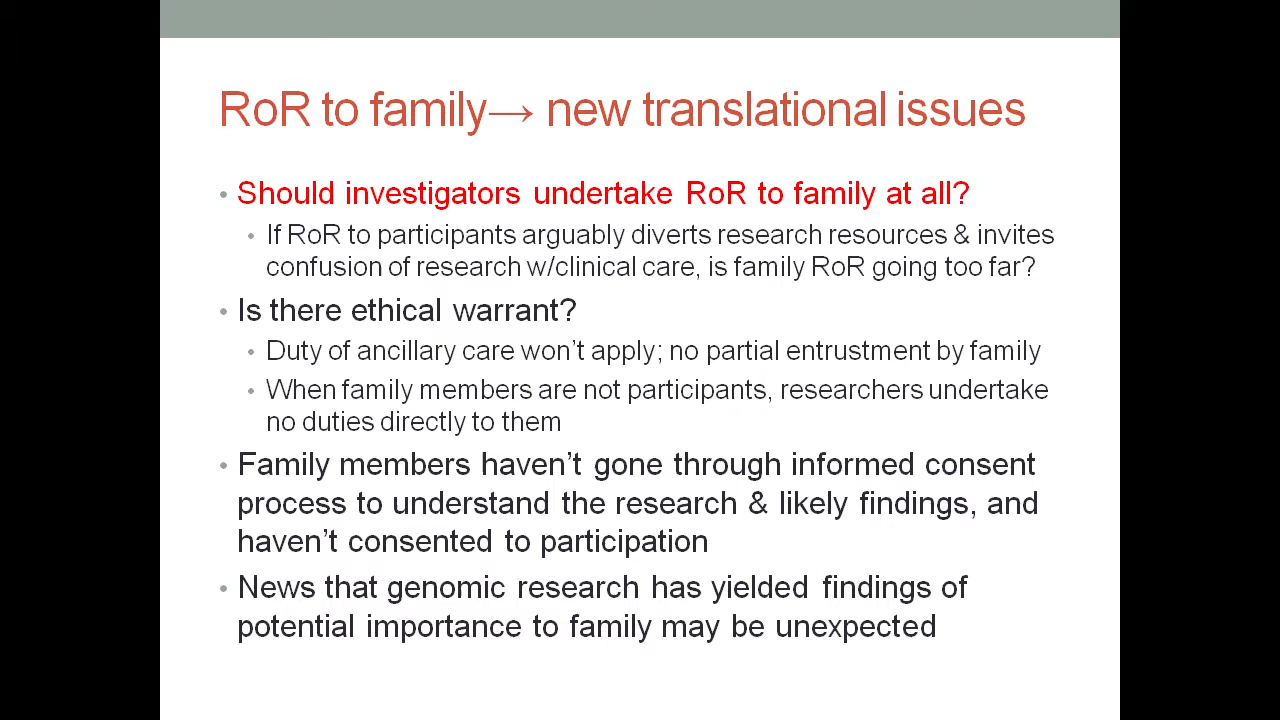 RoR to family→ new translational issues
• Should investigators undertake RoR to family at all?
• If RoR to participants arguably diverts research resources & invites
confusion of research w/clinical care, is family RoR going too far?
• Is there ethical warrant?
• Duty of ancillary care won't apply; no partial entrustment by family
• When family members are not participants, researchers undertake
no duties directly to them
• Family members haven't gone through informed consent
process to understand the research & likely findings, and
haven't consented to participation
• News that genomic research has yielded findings of
potential importance to family may be unexpected